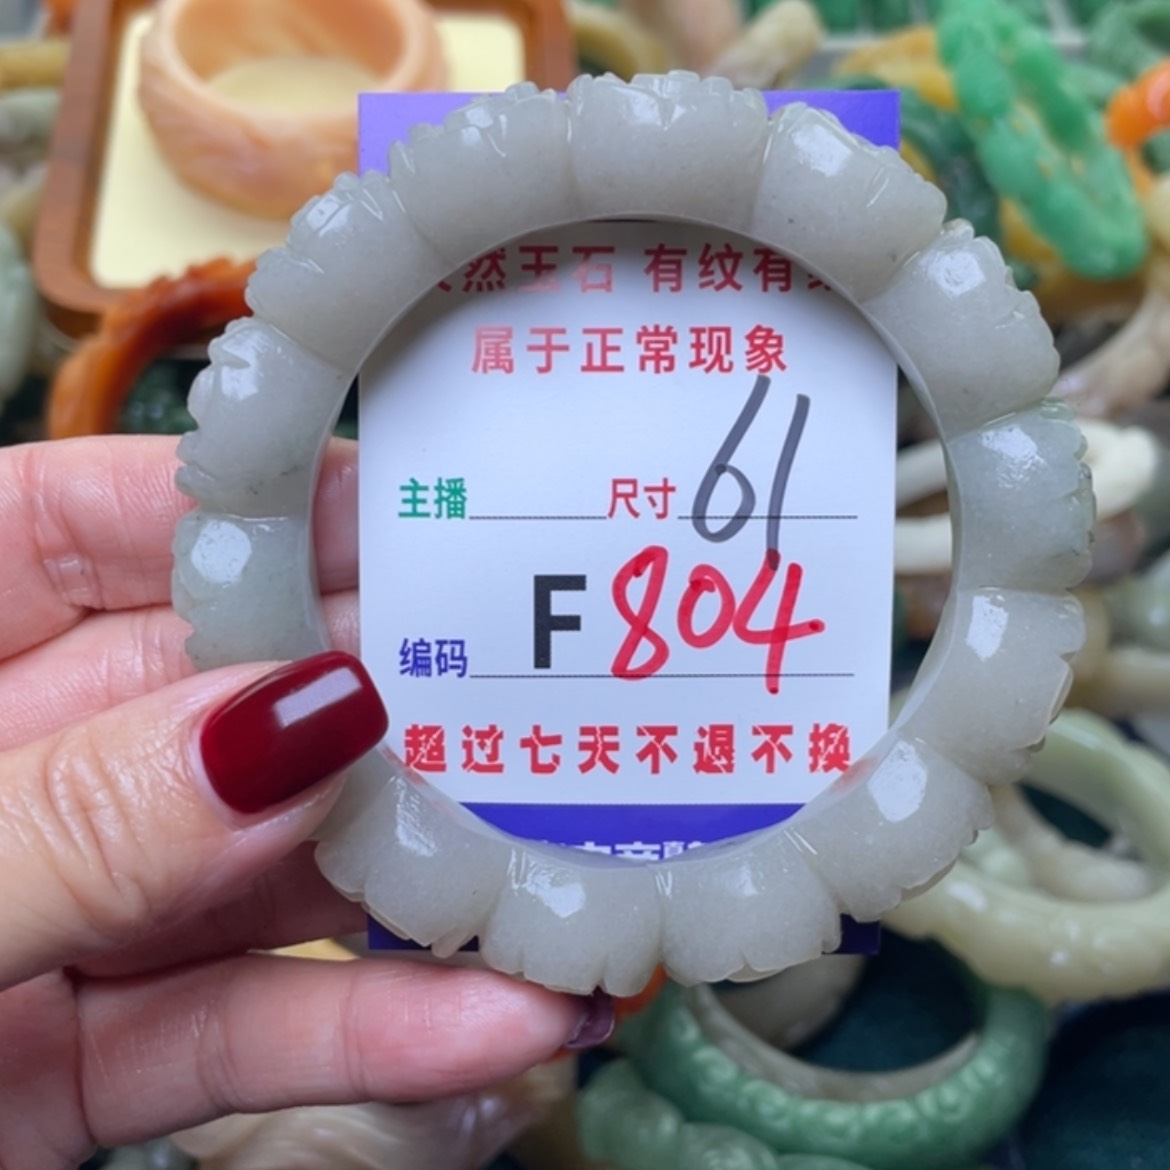 然玉石 有纹有
属于正常现象
主播 尺寸 61
编码 F 804
超过七天不退不换